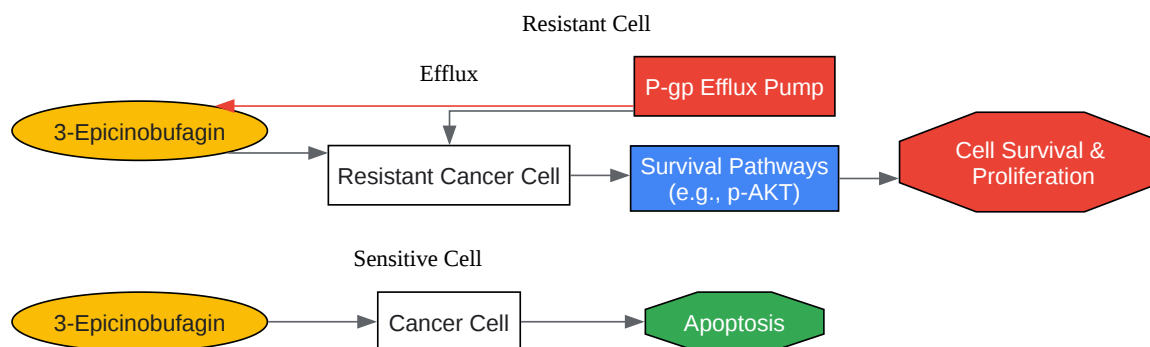 Resistant Cell
Efflux
P-gp Efflux Pump
3-Epicinobufagin
Resistant Cancer Cell
Survival Pathways
(e.g., p-AKT)
Cell Survival &
Proliferation
Sensitive Cell
3-Epicinobufagin
Cancer Cell
Apoptosis